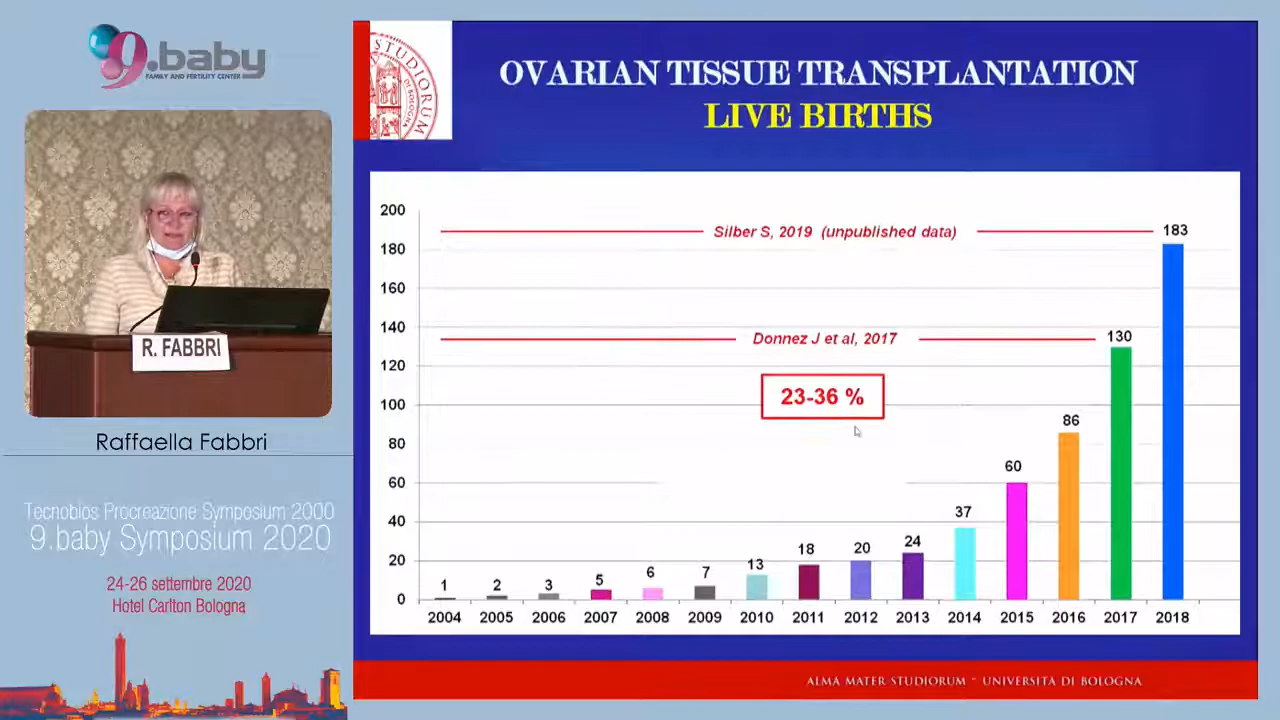 9.baby
FAMILY AND FERTILITY CENTER
R. FABBRI
Raffaella Fabbri
Tecnobios Procreazione Symposium 2000
9.baby Symposium 2020
24-26 settembre 2020
Hotel Carlton Bologna
STUDIORUM
DI BOLOGNA
OVARIAN TISSUE TRANSPLANTATION
LIVE BIRTHS
200
180
160
140
120
100
80
60
40
20
0
Silber S, 2019 (unpublished data)
Donnez J et al, 2017
23-36 %
1
2
3
5
6
7
13
18
20
24
37
60
86
130
183
2004 2005 2006 2007 2008 2009 2010 2011 2012 2013 2014 2015 2016 2017 2018
ALMA MATER STUDIORUM ~ UNIVERSITÀ DI BOLOGNA